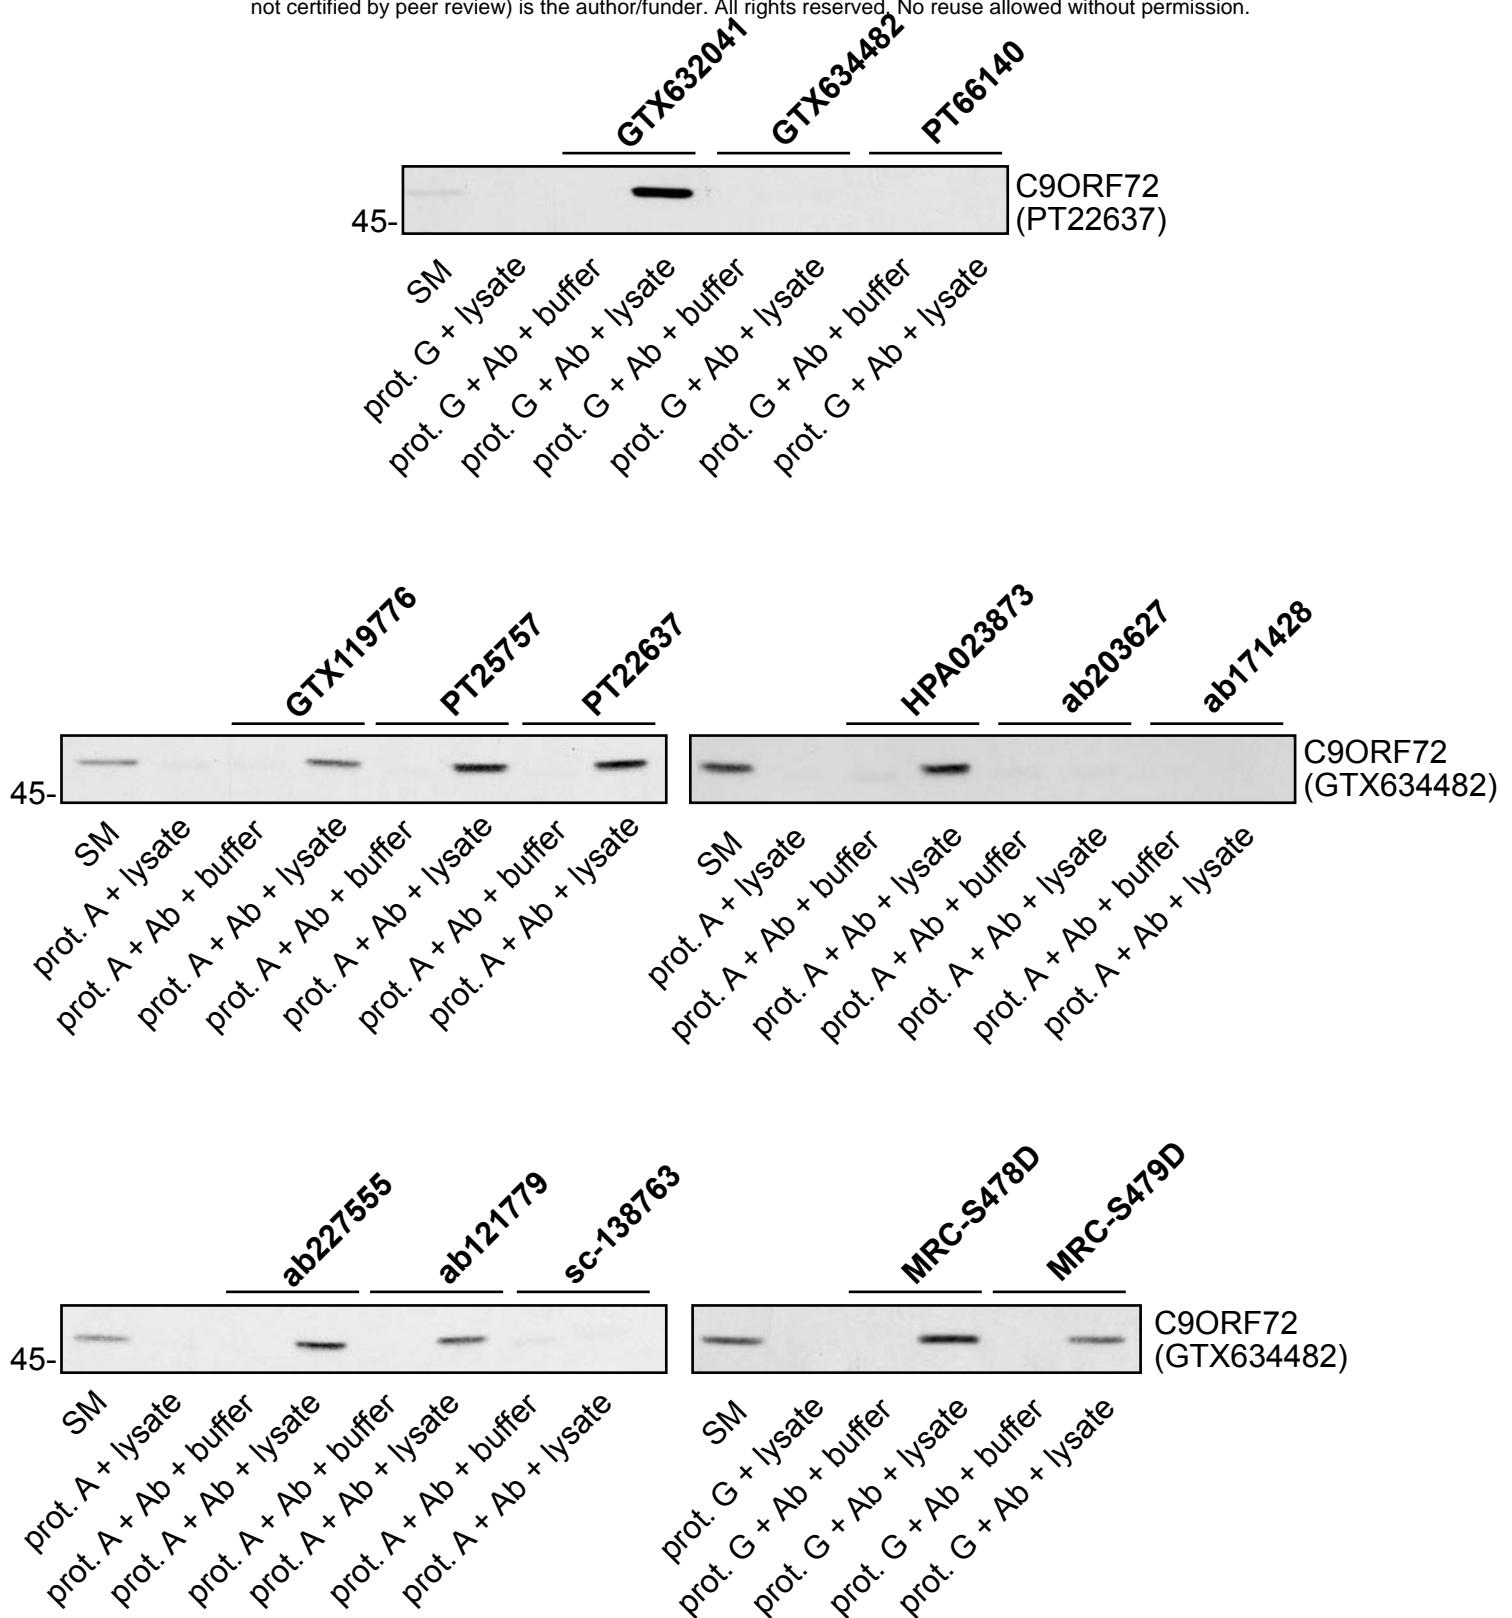 not certified by peer review) is the author/funder. All rights reserved. No reuse allowed without permission.
GTX632041
GTX634482
PT66140
C9ORF72
(PT22637)
45-
SM
prot. G + lysate
prot. G + Ab + buffer
prot. G + Ab + lysate
prot. G + Ab + buffer
prot. G + Ab + lysate
prot. G + Ab + buffer
prot. G + Ab + lysate
GTX119776
PT25757
PT22637
HPA023873
ab203627
ab171428
45-
C9ORF72
(GTX634482)
SM
prot. A + lysate
prot. A + Ab + buffer
prot. A + Ab + lysate
prot. A + Ab + buffer
prot. A + Ab + lysate
prot. A + Ab + buffer
prot. A + Ab + lysate
SM
prot. A + lysate
prot. A + Ab + buffer
prot. A + Ab + lysate
prot. A + Ab + buffer
prot. A + Ab + lysate
prot. A + Ab + buffer
prot. A + Ab + lysate
ab227555
ab121779
sc-138763
MRC-S478D
MRC-S479D
45-
C9ORF72
(GTX634482)
SM
prot. A + lysate
prot. A + Ab + buffer
prot. A + Ab + lysate
prot. A + Ab + buffer
prot. A + Ab + lysate
prot. A + Ab + buffer
prot. A + Ab + lysate
SM
prot. G + lysate
prot. G + Ab + buffer
prot. G + Ab + lysate
prot. G + Ab + buffer
prot. G + Ab + lysate